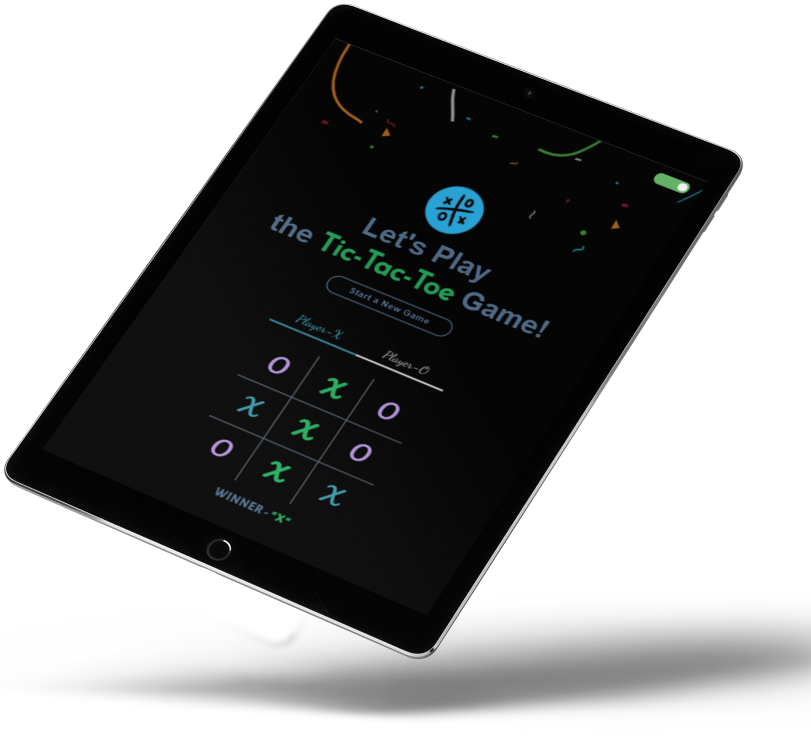 Let's Play
the Tic-Tac-Toe Game!
Start a New Game
Player-X Player-O
O X O
X X O
O X X
WINNER-"X"